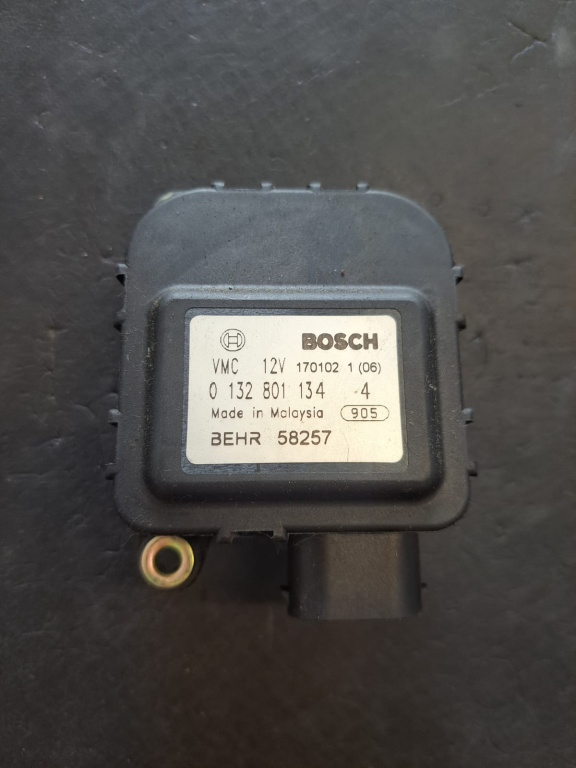 BOSCH
VMC 12V 170102 1 (06)
0 132 801 134 4
Made in Malaysia 905
BEHR 58257